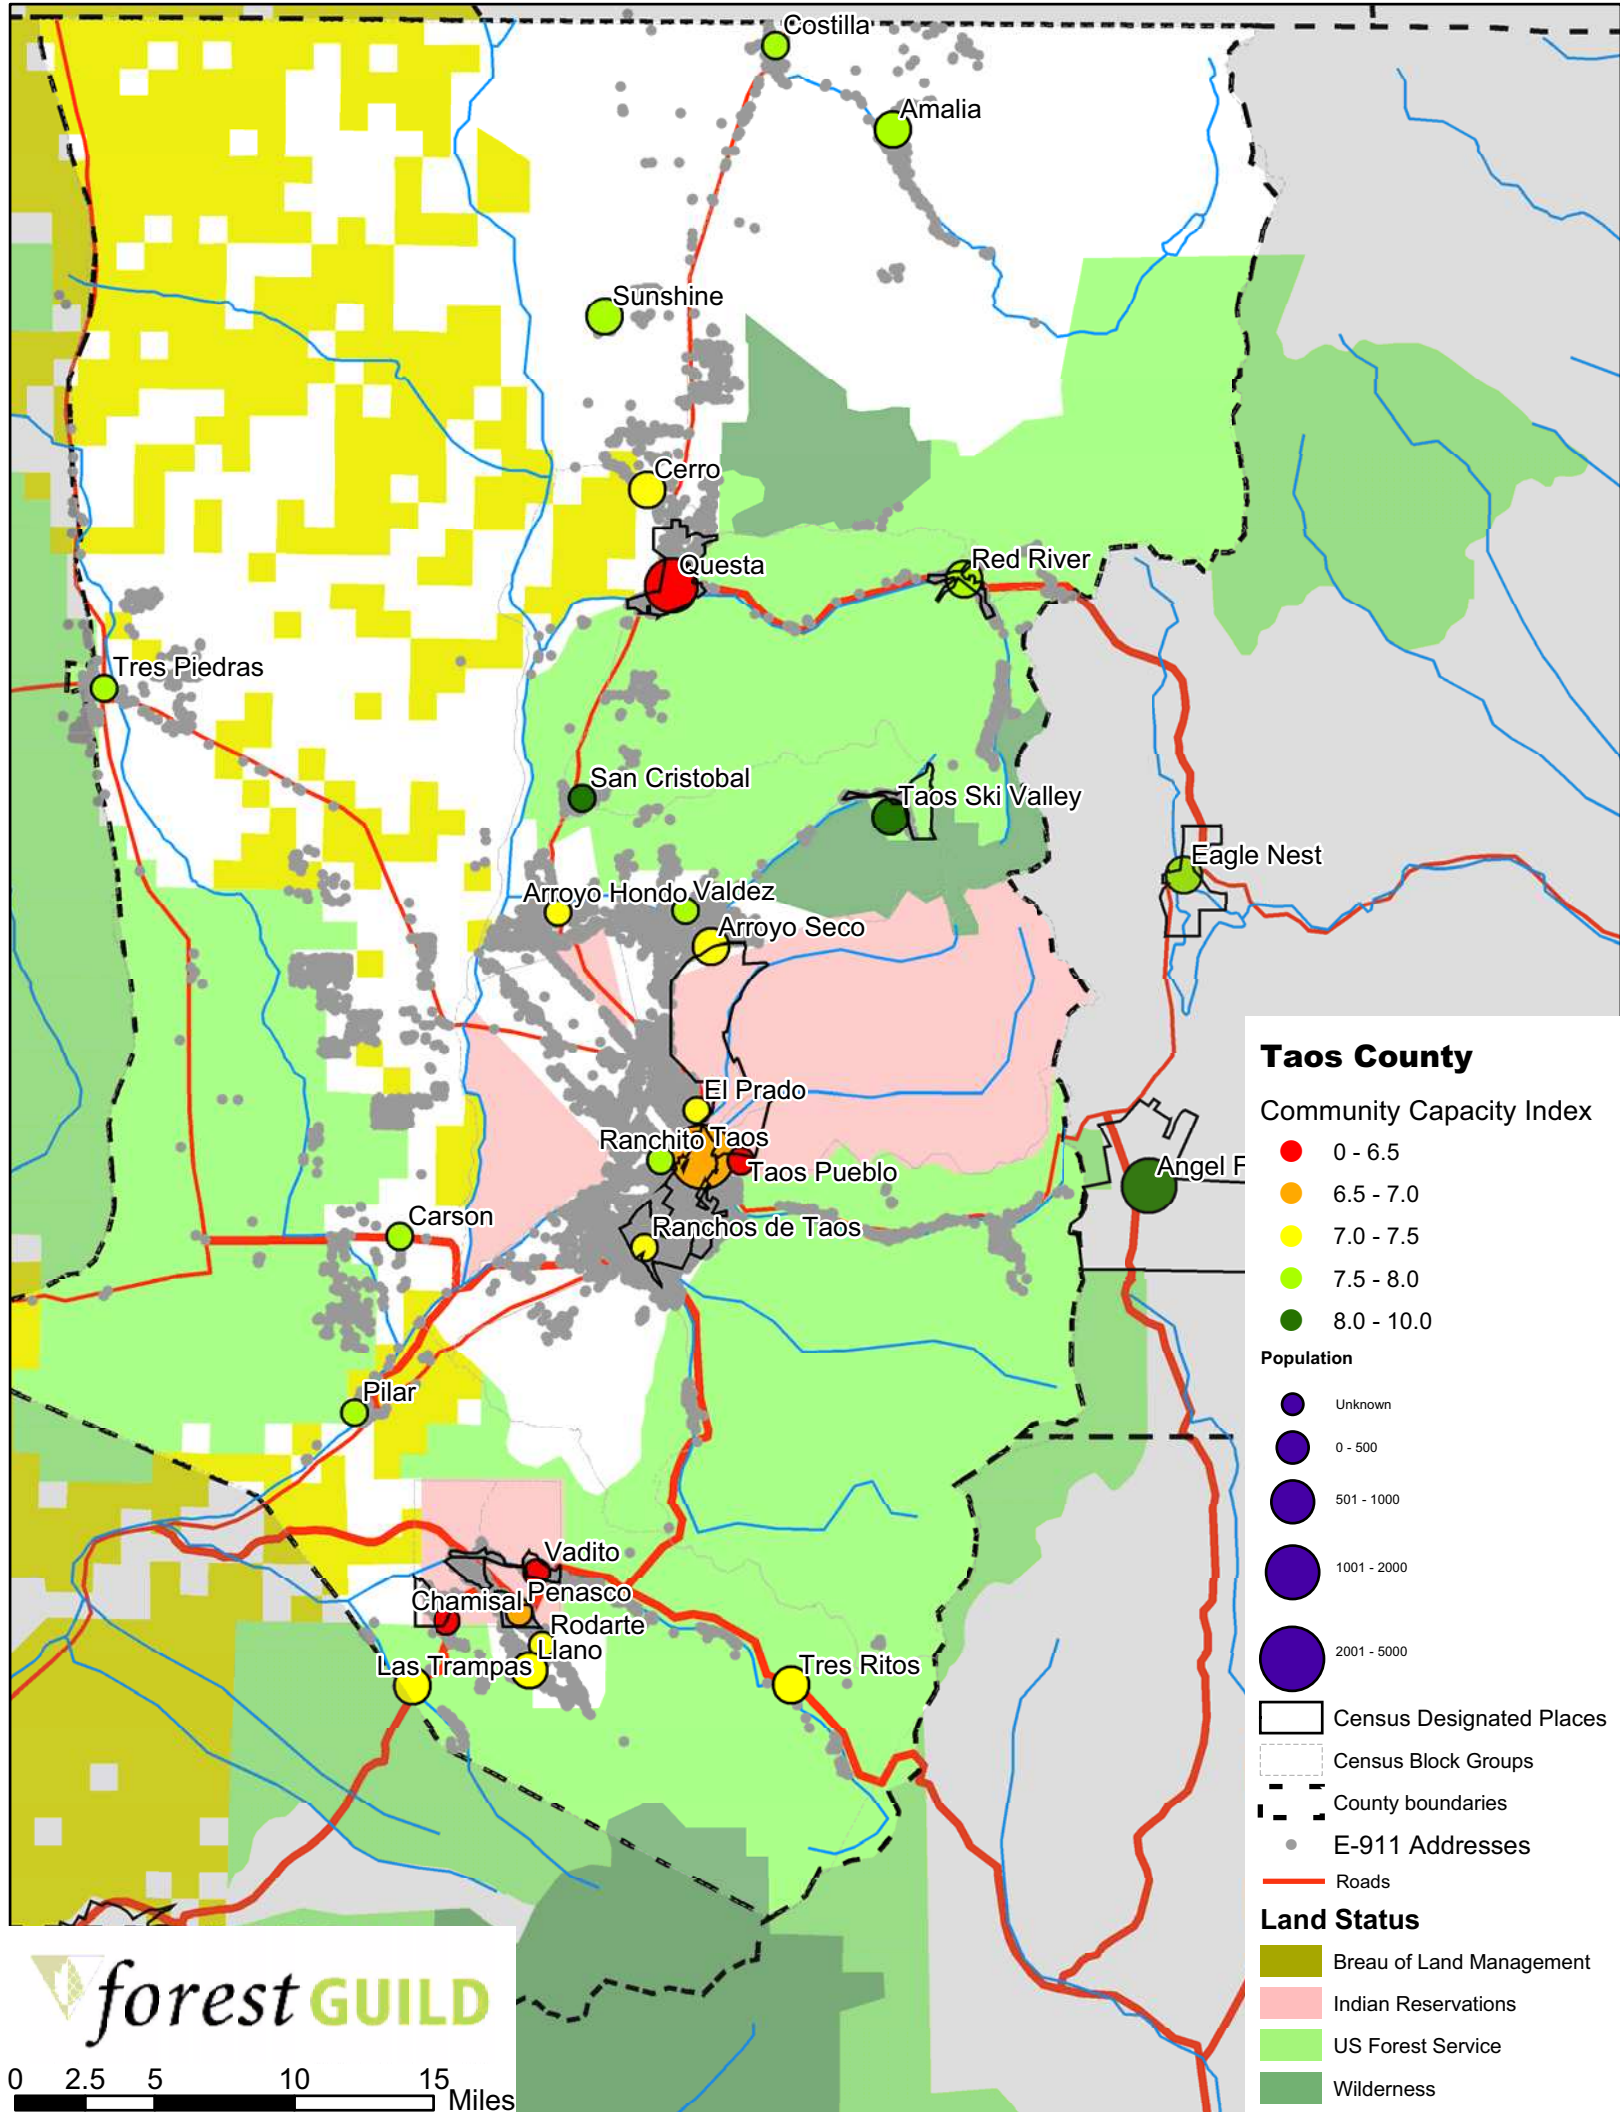 Costilla
Amalia
Sunshine
Cerro
Questa
Red River
Tres Piedras
San Cristobal
Taos Ski Valley
Eagle Nest
Arroyo Hondo
Valdez
Arroyo Seco
El Prado
Ranchito
Taos
Taos Pueblo
Angel F
Carson
Ranchos de Taos
Pilar
Vadito
Penasco
Chamisal
Rodarte
Llano
Las Trampas
Tres Ritos
Taos County
Community Capacity Index
0 - 6.5
6.5 - 7.0
7.0 - 7.5
7.5 - 8.0
8.0 - 10.0
Population
Unknown
0 - 500
501 - 1000
1001 - 2000
2001 - 5000
Census Designated Places
Census Block Groups
County boundaries
E-911 Addresses
Roads
Land Status
Breau of Land Management
Indian Reservations
US Forest Service
Wilderness
forest GUILD
0 2.5 5 10 15
Miles